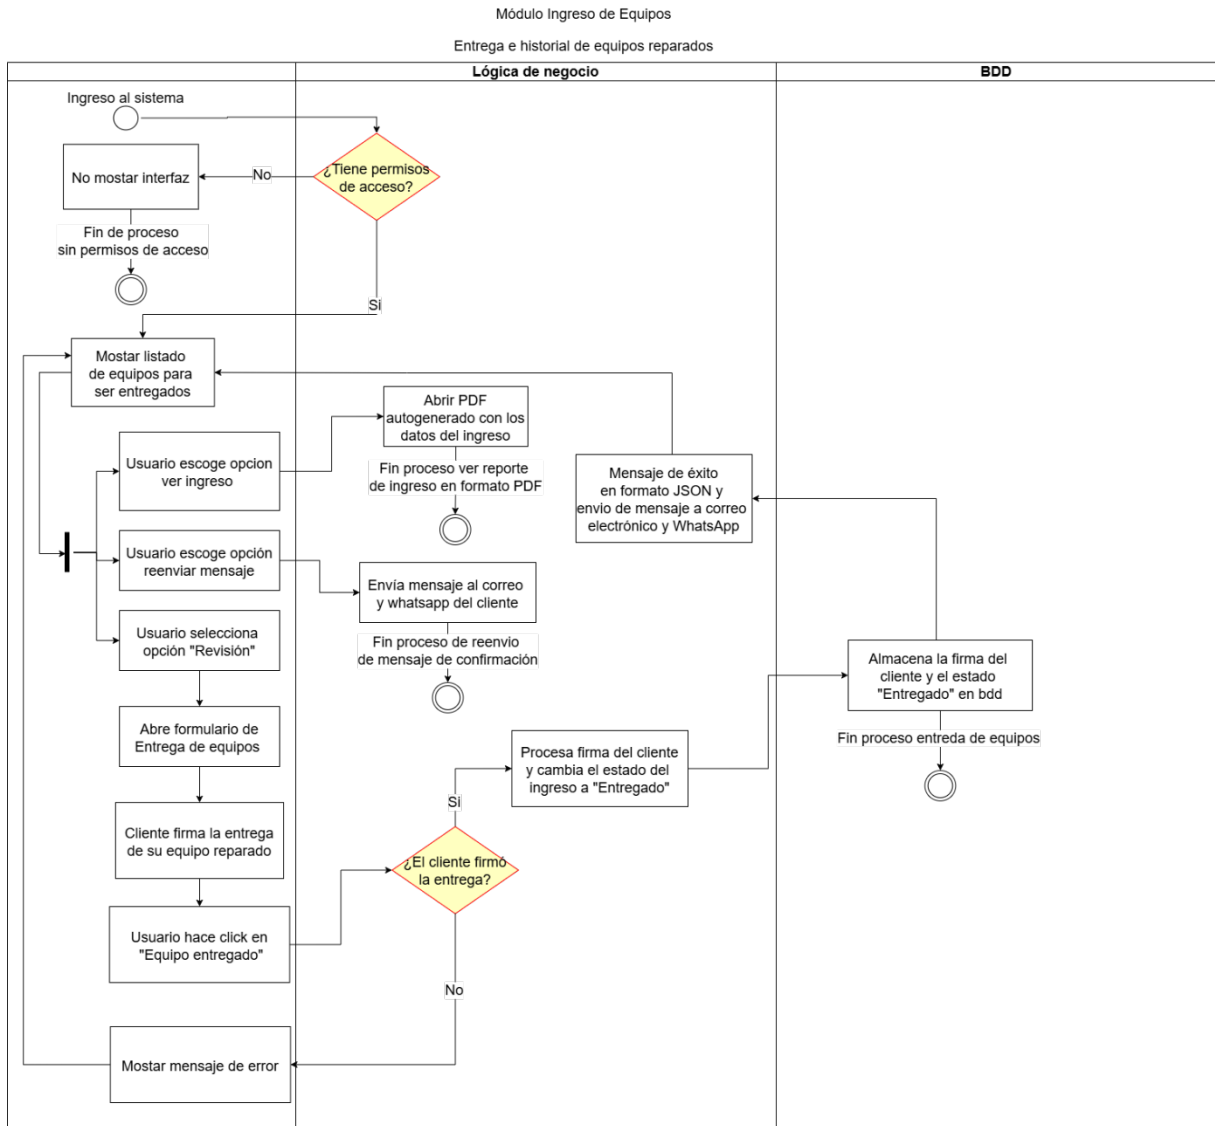 Módulo Ingreso de Equipos
Entrega e historial de equipos reparados
Lógica de negocio
BDD
Ingreso al sistema
¿Tiene permisos
de acceso?
No
No mostar interfaz
Fin de proceso
sin permisos de acceso
Si
Mostar listado
de equipos para
ser entregados
Abrir PDF
autogenerado con los
datos del ingreso
Usuario escoge opcion
ver ingreso
Fin proceso ver reporte
de ingreso en formato PDF
Mensaje de éxito
en formato JSON y
envio de mensaje a correo
electrónico y WhatsApp
Usuario escoge opción
reenviar mensaje
Envía mensaje al correo
y whatsapp del cliente
Usuario selecciona
opción "Revisión"
Fin proceso de reenvio
de mensaje de confirmación
Almacena la firma del
cliente y el estado
"Entregado" en bdd
Abre formulario de
Entrega de equipos
Procesa firma del cliente
y cambia el estado del
ingreso a "Entregado"
Fin proceso entreda de equipos
Si
Cliente firma la entrega
de su equipo reparado
¿El cliente firmó
la entrega?
Usuario hace click en
"Equipo entregado"
No
Mostar mensaje de error